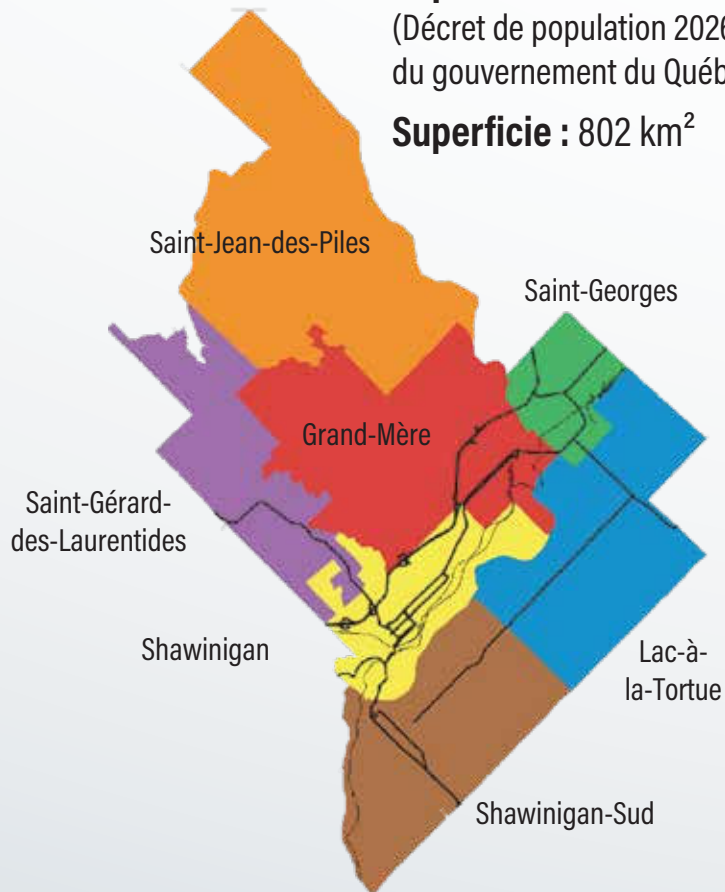 (Décret de population 2026
du gouvernement du Québ
Superficie : 802 km²
Saint-Jean-des-Piles
Saint-Georges
Grand-Mère
Saint-Gérard-
des-Laurentides
Shawinigan
Lac-à-
la-Tortue
Shawinigan-Sud